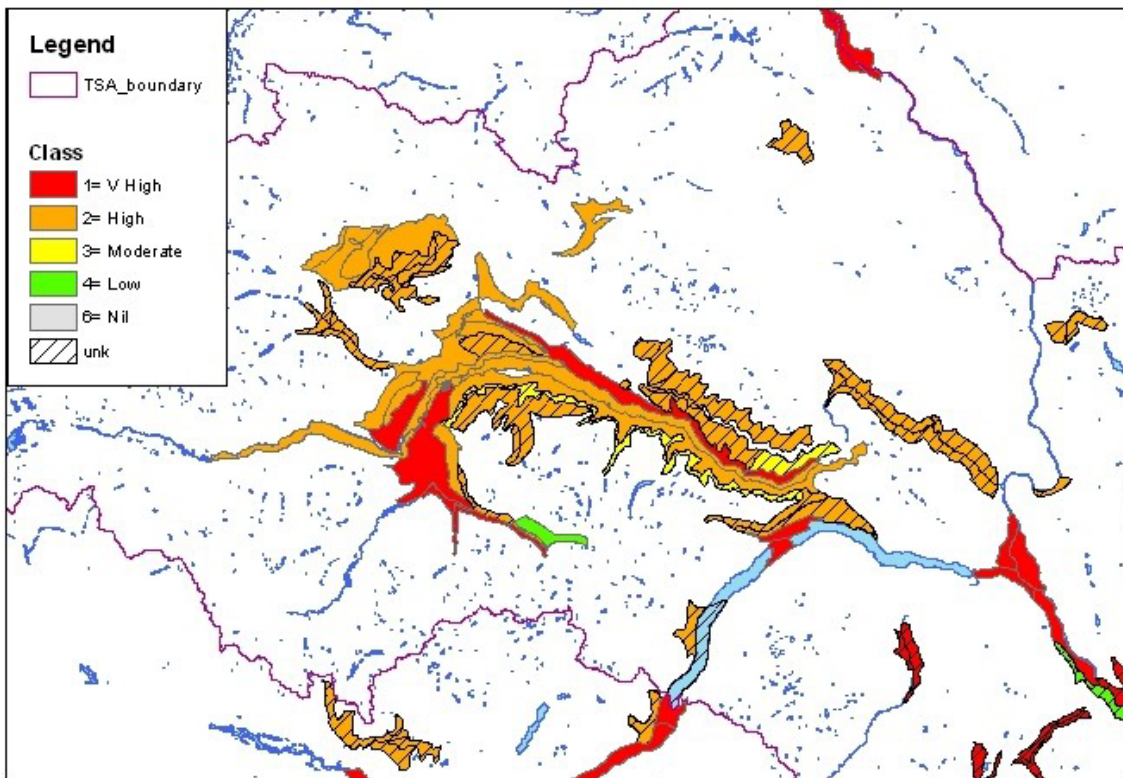 Legend
TSA_boundary
Class
1= V High
2= High
3= Moderate
4= Low
6= Nil
unk